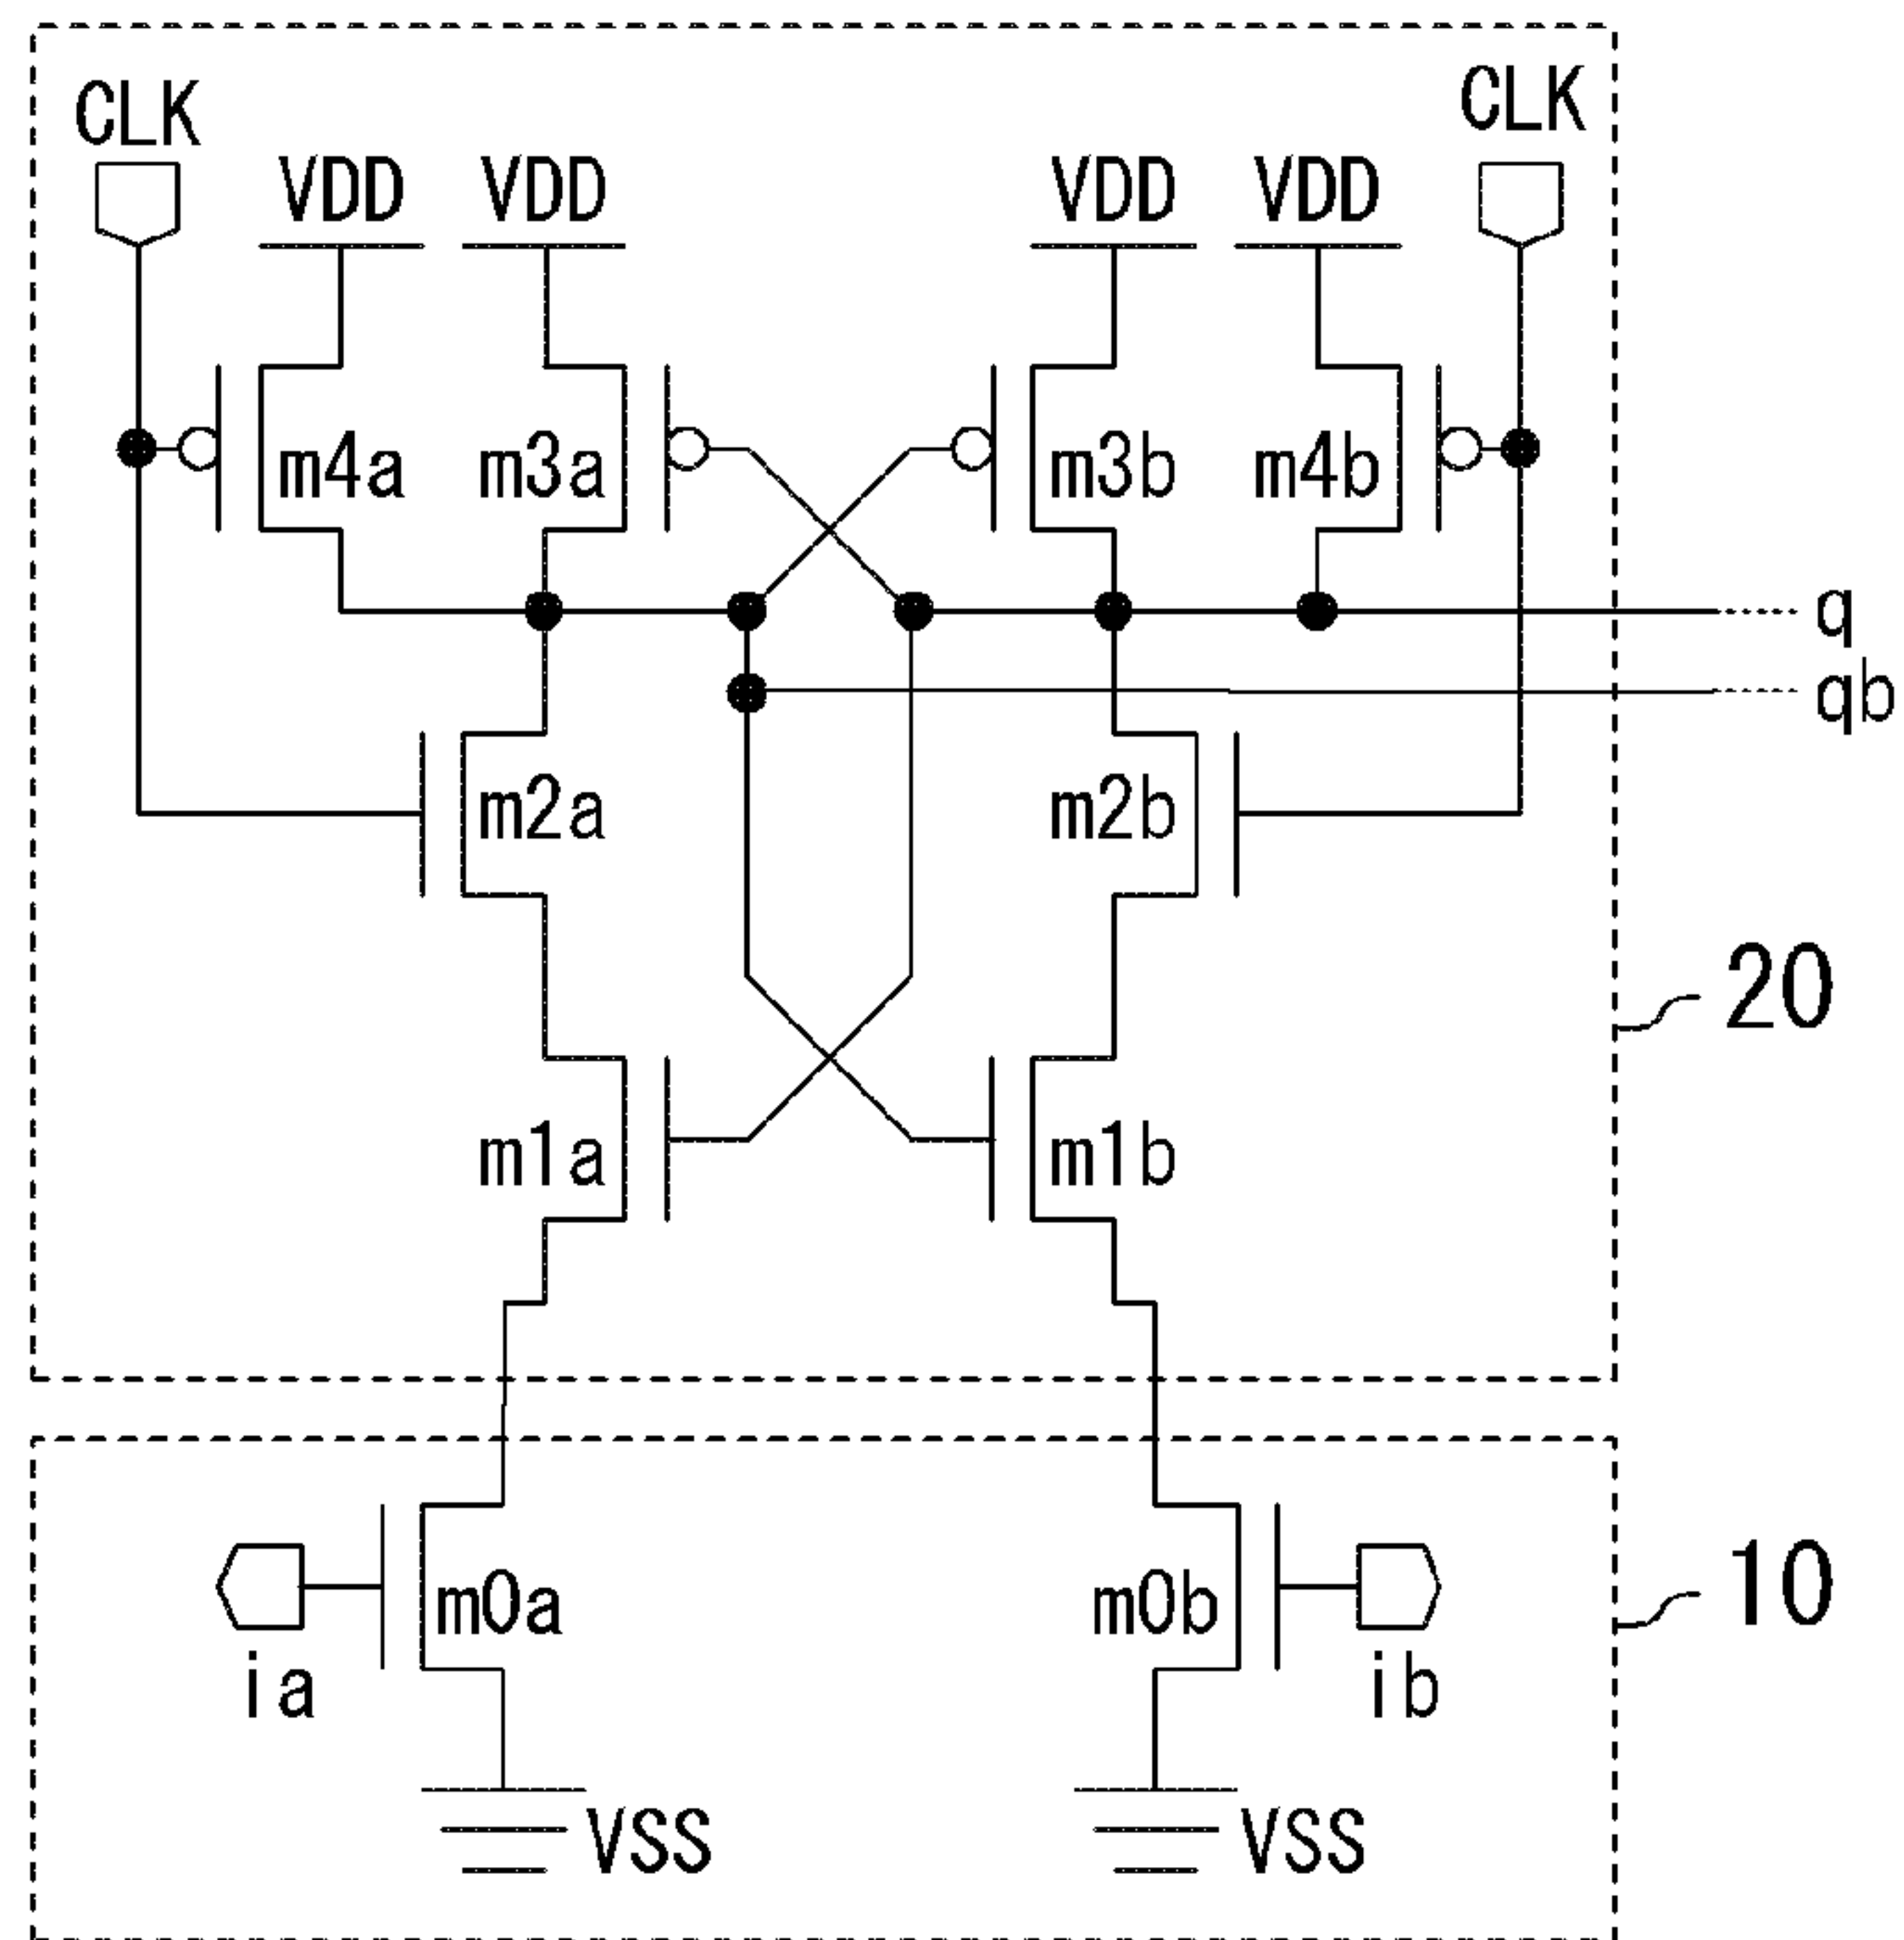 CLK CLK
VDD VDD VDD VDD
m4a m3a m3b m4b
q
qb
m2a m2b
20
m1a m1b
m0a m0b 10
ia ib
VSS VSS